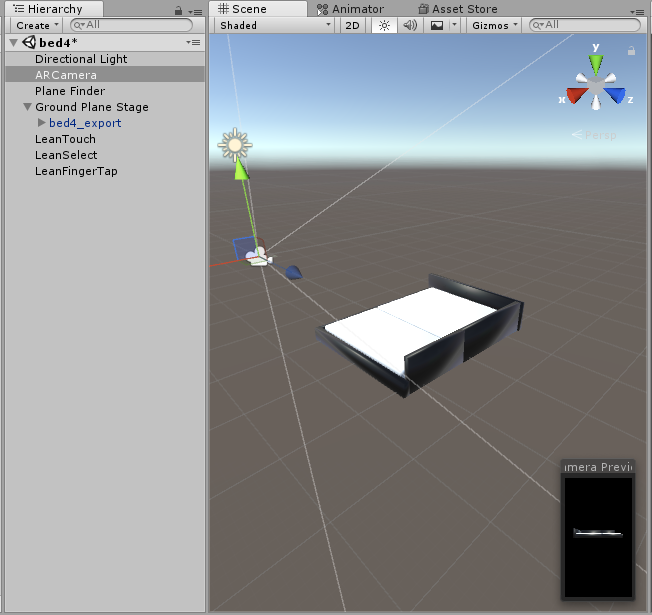 Hierarchy
Create All
bed4*
Directional Light
ARCamera
Plane Finder
Ground Plane Stage
bed4_export
LeanTouch
LeanSelect
LeanFingerTap
Scene Animator Asset Store
Shaded 2D Gizmos All
y
x z
Persp
amera Previe